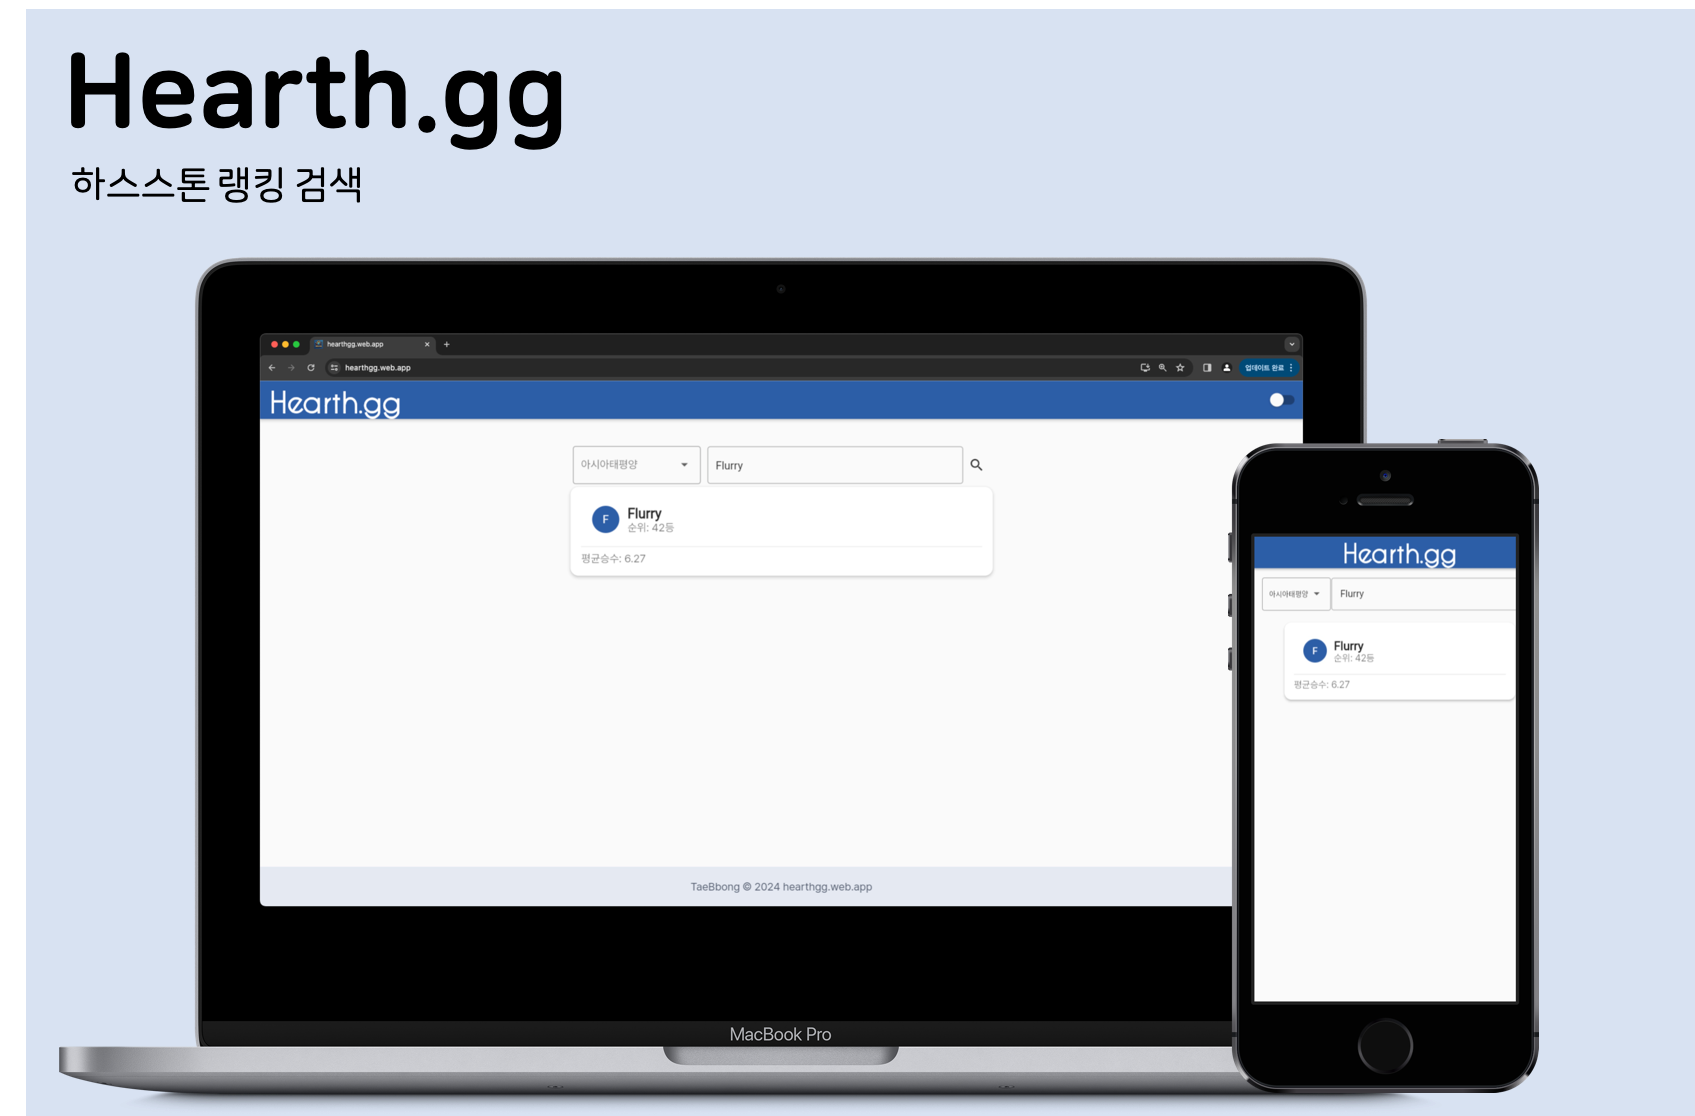 Hearth.gg
하스스톤 랭킹 검색
hearthgg.web.app
hearthgg.web.app
업데이트 완료
Hearth.gg
아시아태평양
Flurry
F
Flurry
순위: 42등
평균승수: 6.27
TaeBbong © 2024 hearthgg.web.app
MacBook Pro
Hearth.gg
아시아태평양
Flurry
F
Flurry
순위: 42등
평균승수: 6.27